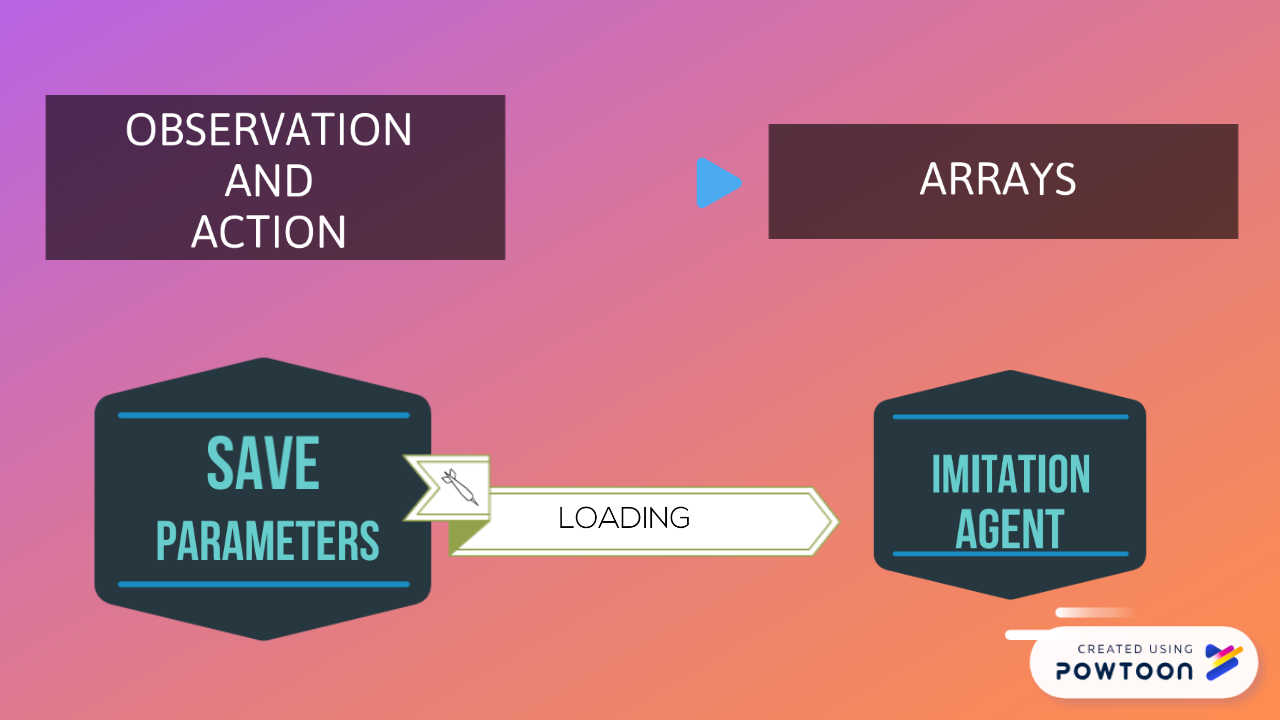 OBSERVATION
AND
ACTION
ARRAYS
SAVE
PARAMETERS
LOADING
IMITATION
AGENT
CREATED USING
POWTOON